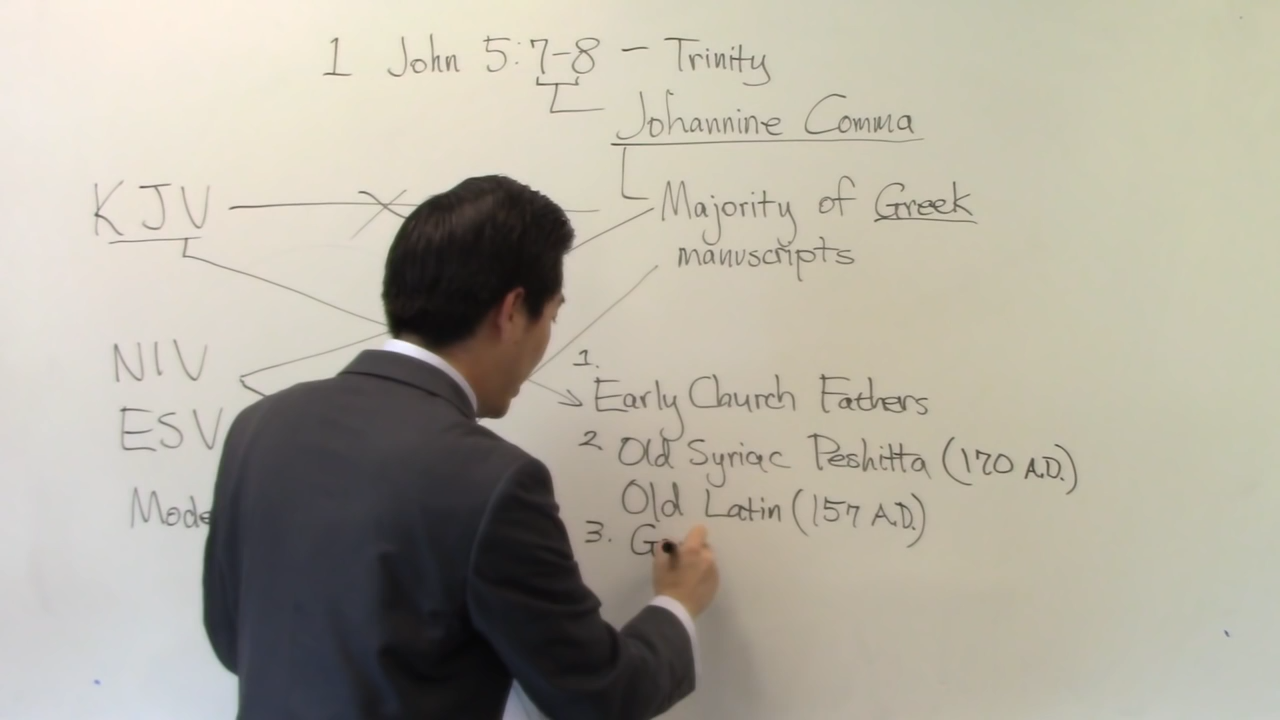 1 John 5:7-8 - Trinity
Johannine Comma
KJV
Majority of Greek
manuscripts
NIV
1.
Early Church Fathers
ESV
2 Old Syriac Peshitta (170 A.D.)
Old Latin (157 A.D.)
3.